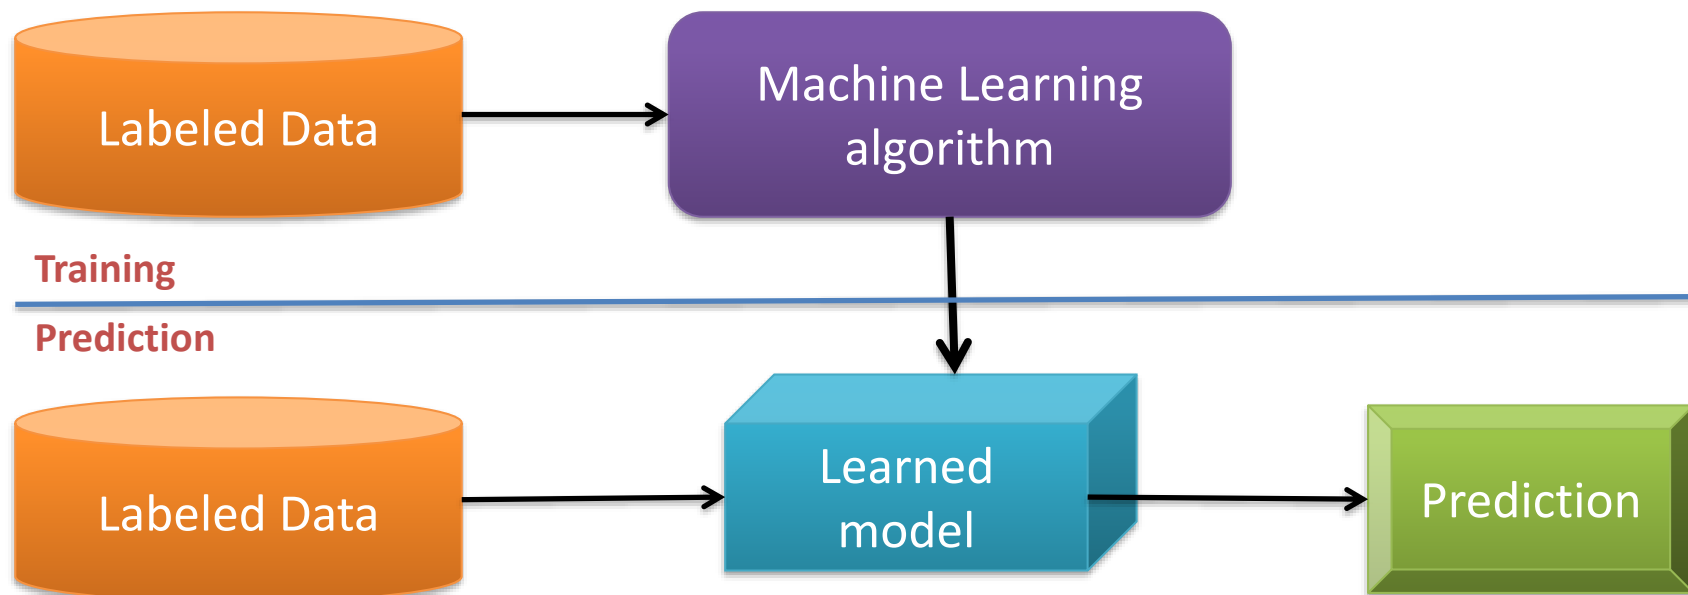 Labeled Data
Machine Learning
algorithm
Training
Prediction
Labeled Data
Learned
model
Prediction